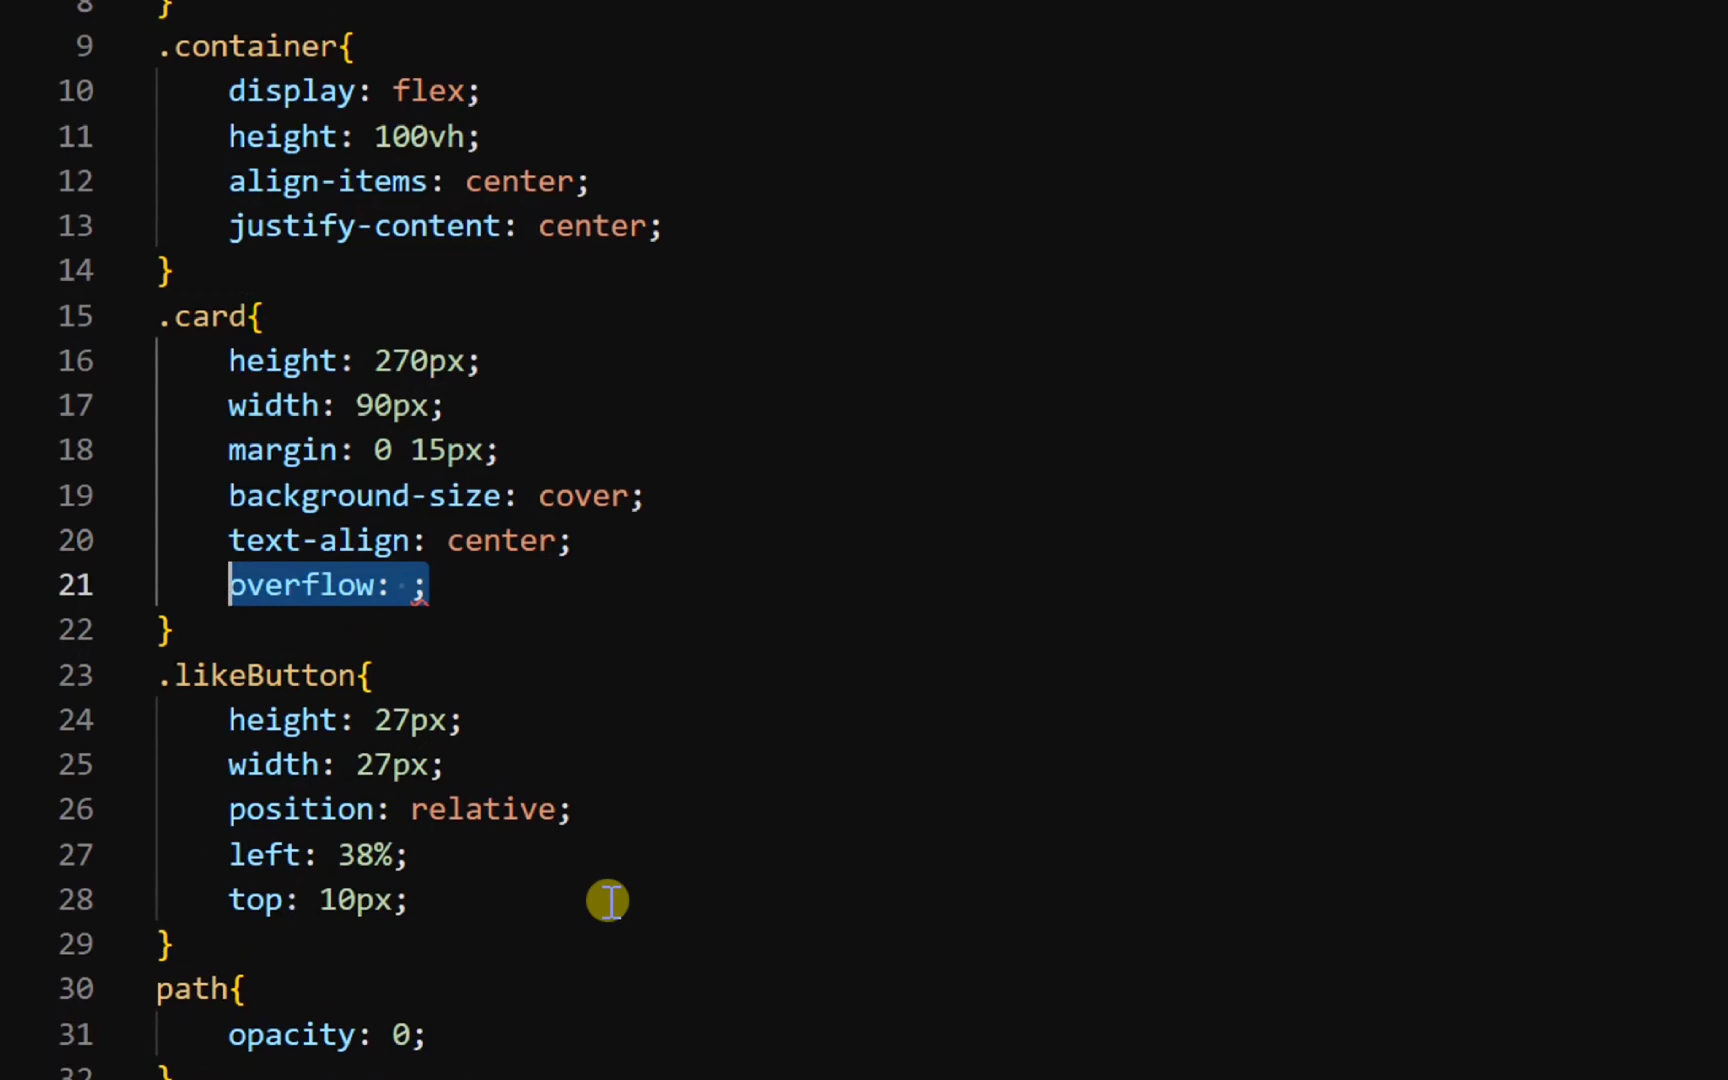 8 }
9 .container{
10 display: flex;
11 height: 100vh;
12 align-items: center;
13 justify-content: center;
14 }
15 .card{
16 height: 270px;
17 width: 90px;
18 margin: 0 15px;
19 background-size: cover;
20 text-align: center;
21 overflow: ;
22 }
23 .likeButton{
24 height: 27px;
25 width: 27px;
26 position: relative;
27 left: 38%;
28 top: 10px;
29 }
30 path{
31 opacity: 0;
32 }